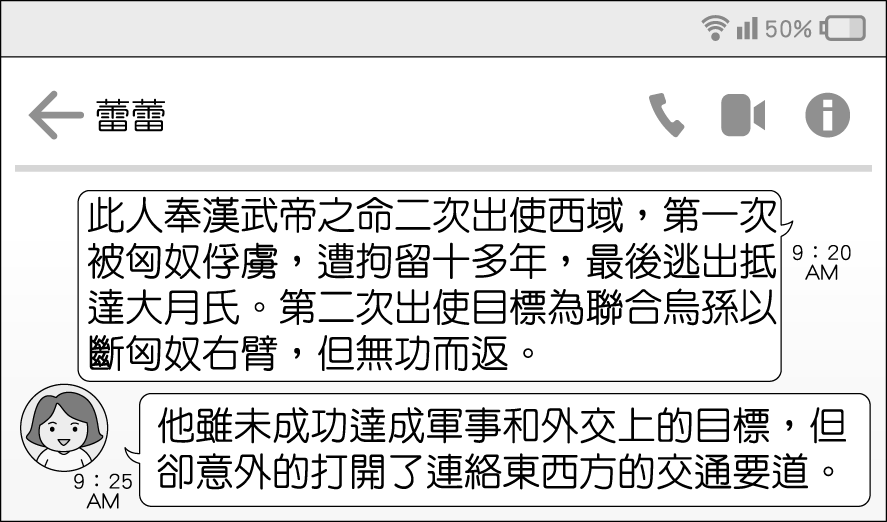 50%
蕾蕾
此人奉漢武帝之命二次出使西域，第一次
被匈奴俘虜，遭拘留十多年，最後逃出抵
達大月氏。第二次出使目標為聯合烏孫以
斷匈奴右臂，但無功而返。
9：20
AM
他雖未成功達成軍事和外交上的目標，但
卻意外的打開了連絡東西方的交通要道。
9：25
AM